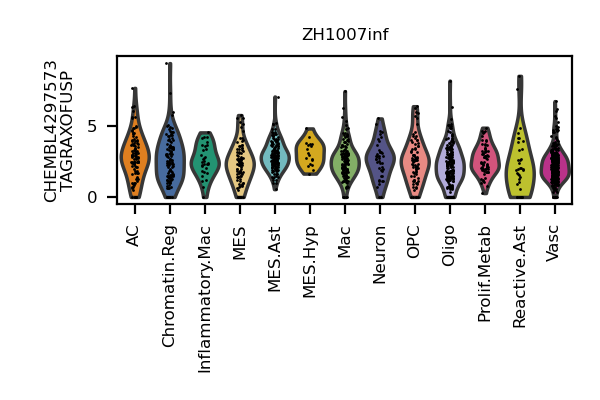 ZH1007inf
CHEMBL4297573
TAGRAXOFUSP
5
0
AC
Chromatin.Reg
Inflammatory.Mac
MES
MES.Ast
MES.Hyp
Mac
Neuron
OPC
Oligo
Prolif.Metab
Reactive.Ast
Vasc